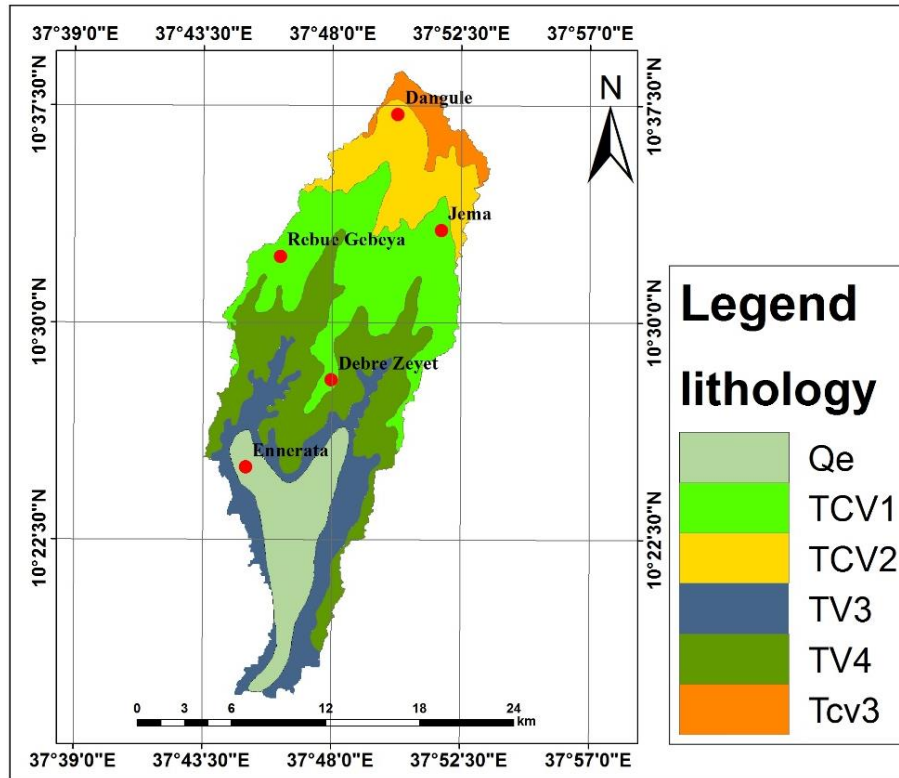 37°39'0"E 37°43'30"E 37°48'0"E 37°52'30"E 37°57'0"E
N
10°37'30"N
10°37'30"N
Dangule
Jema
Rebue Gebeya
10°30'0"N
10°30'0"N
Debre Zeyet
Ennerata
10°22'30"N
10°22'30"N
0 3 6 12 18 24
km
37°39'0"E 37°43'30"E 37°48'0"E 37°52'30"E 37°57'0"E
Legend
lithology
Qe
TCV1
TCV2
TV3
TV4
Tcv3